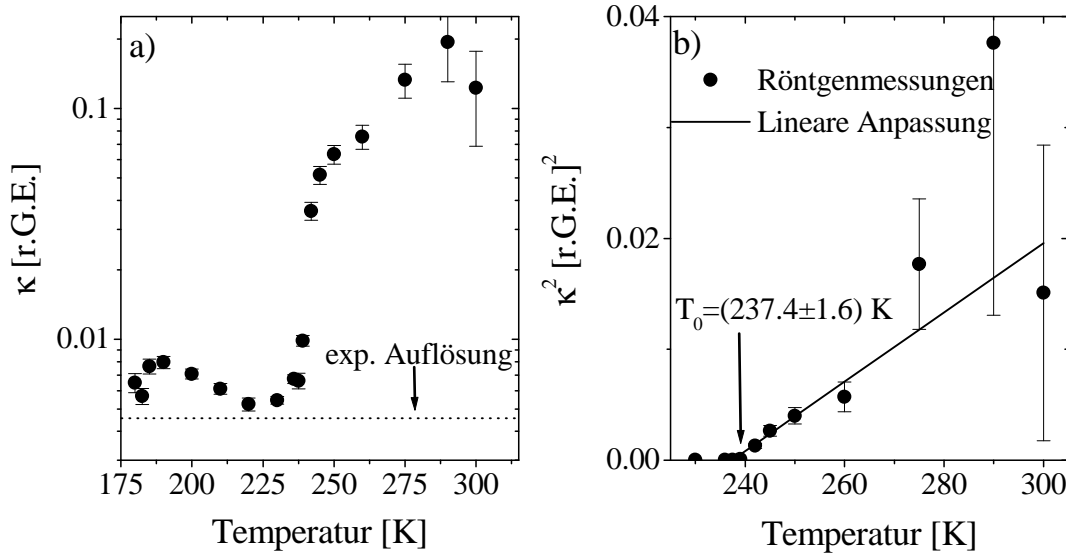 a)
0.1
0.01
κ [r.G.E.]
exp. Auflösung
175 200 225 250 275 300
Temperatur [K]
b)
0.04
0.02
0.00
κ² [r.G.E.]²
Röntgenmessungen
Lineare Anpassung
T₀=(237.4±1.6) K
240 260 280 300
Temperatur [K]